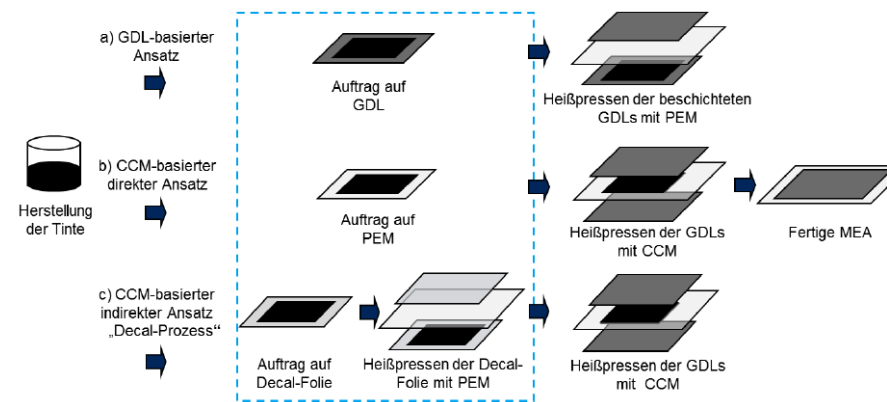 a) GDL-basierter
Ansatz
Auftrag auf
GDL
Heißpressen der beschichteten
GDLs mit PEM
Herstellung
der Tinte
b) CCM-basierter
direkter Ansatz
Auftrag auf
PEM
Heißpressen der GDLs
mit CCM
Fertige MEA
c) CCM-basierter
indirekter Ansatz
„Decal-Prozess“
Auftrag auf
Decal-Folie
Heißpressen der Decal-
Folie mit PEM
Heißpressen der GDLs
mit CCM